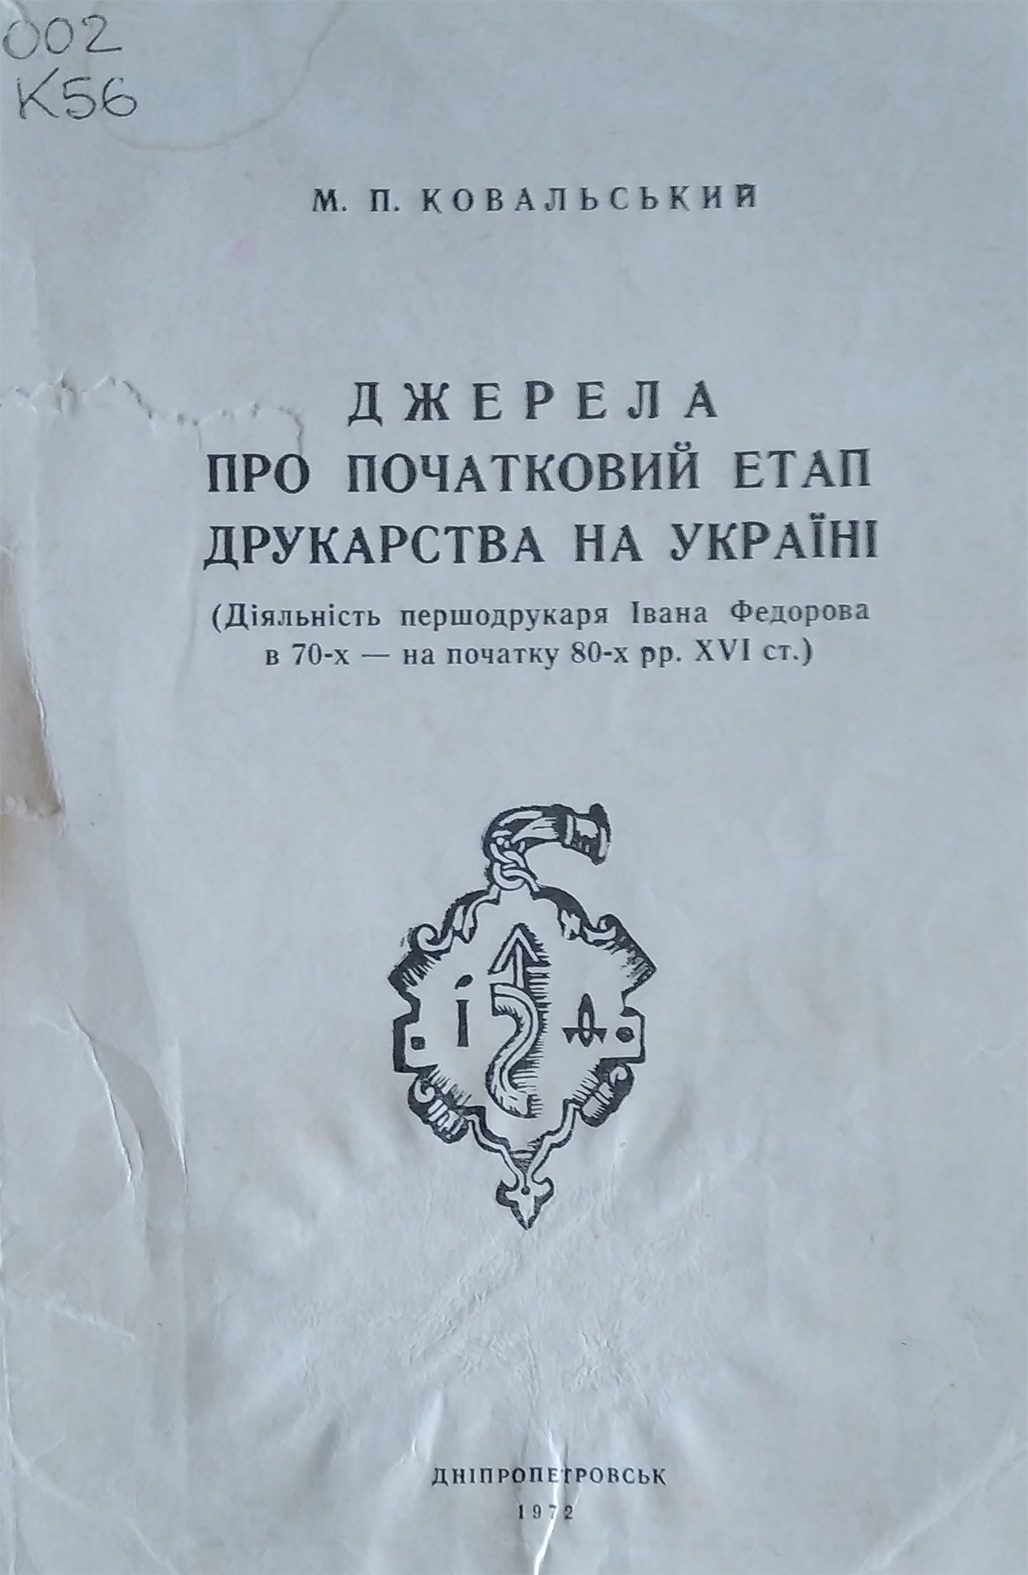 002
К56
М. П. КОВАЛЬСЬКИЙ
ДЖЕРЕЛА
ПРО ПОЧАТКОВИЙ ЕТАП
ДРУКАРСТВА НА УКРАЇНІ
(Діяльність першодрукаря Івана Федорова
в 70-х — на початку 80-х рр. XVI ст.)
ДНІПРОПЕТРОВСЬК
1972